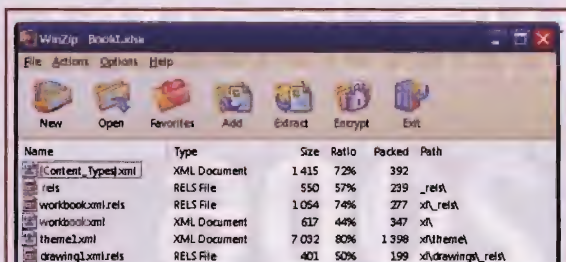 WinZip Book1.xlsx
File Actions Options Help
New Open Favorites Add Extract Encrypt Exit
Name Type Size Ratio Packed Path
[Content_Types].xml XML Document 1 415 72% 392
rels RELS File 550 57% 239 _rels\
workbook.xml.rels RELS File 1 064 74% 277 xl\_rels\
workbook.xml XML Document 617 44% 347 xl\
theme1.xml XML Document 7 032 80% 1 398 xl\theme\
drawing1.xml.rels RELS File 401 50% 199 xl\drawings\_rels\